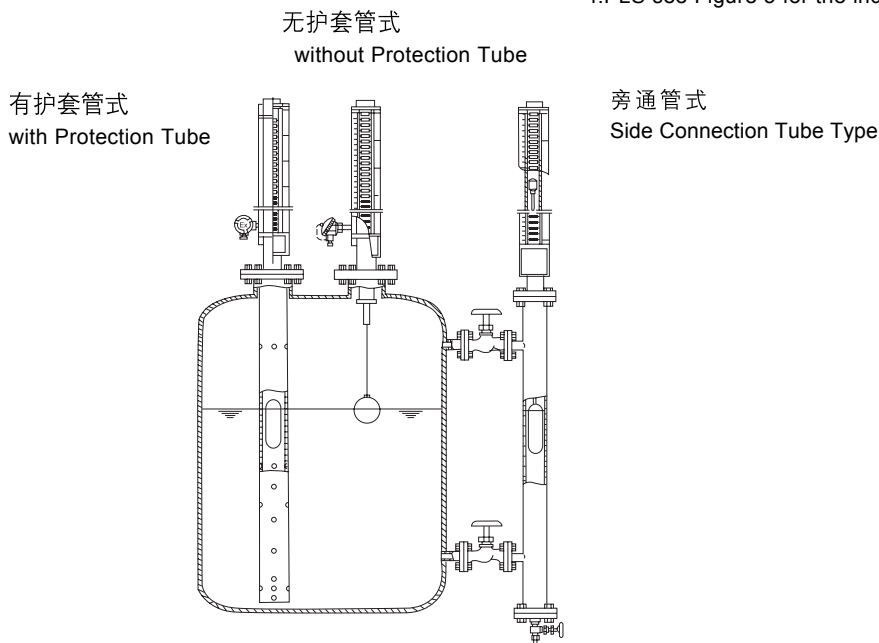 无护套管式
without Protection Tube
有护套管式
with Protection Tube
旁通管式
Side Connection Tube Type
Ex